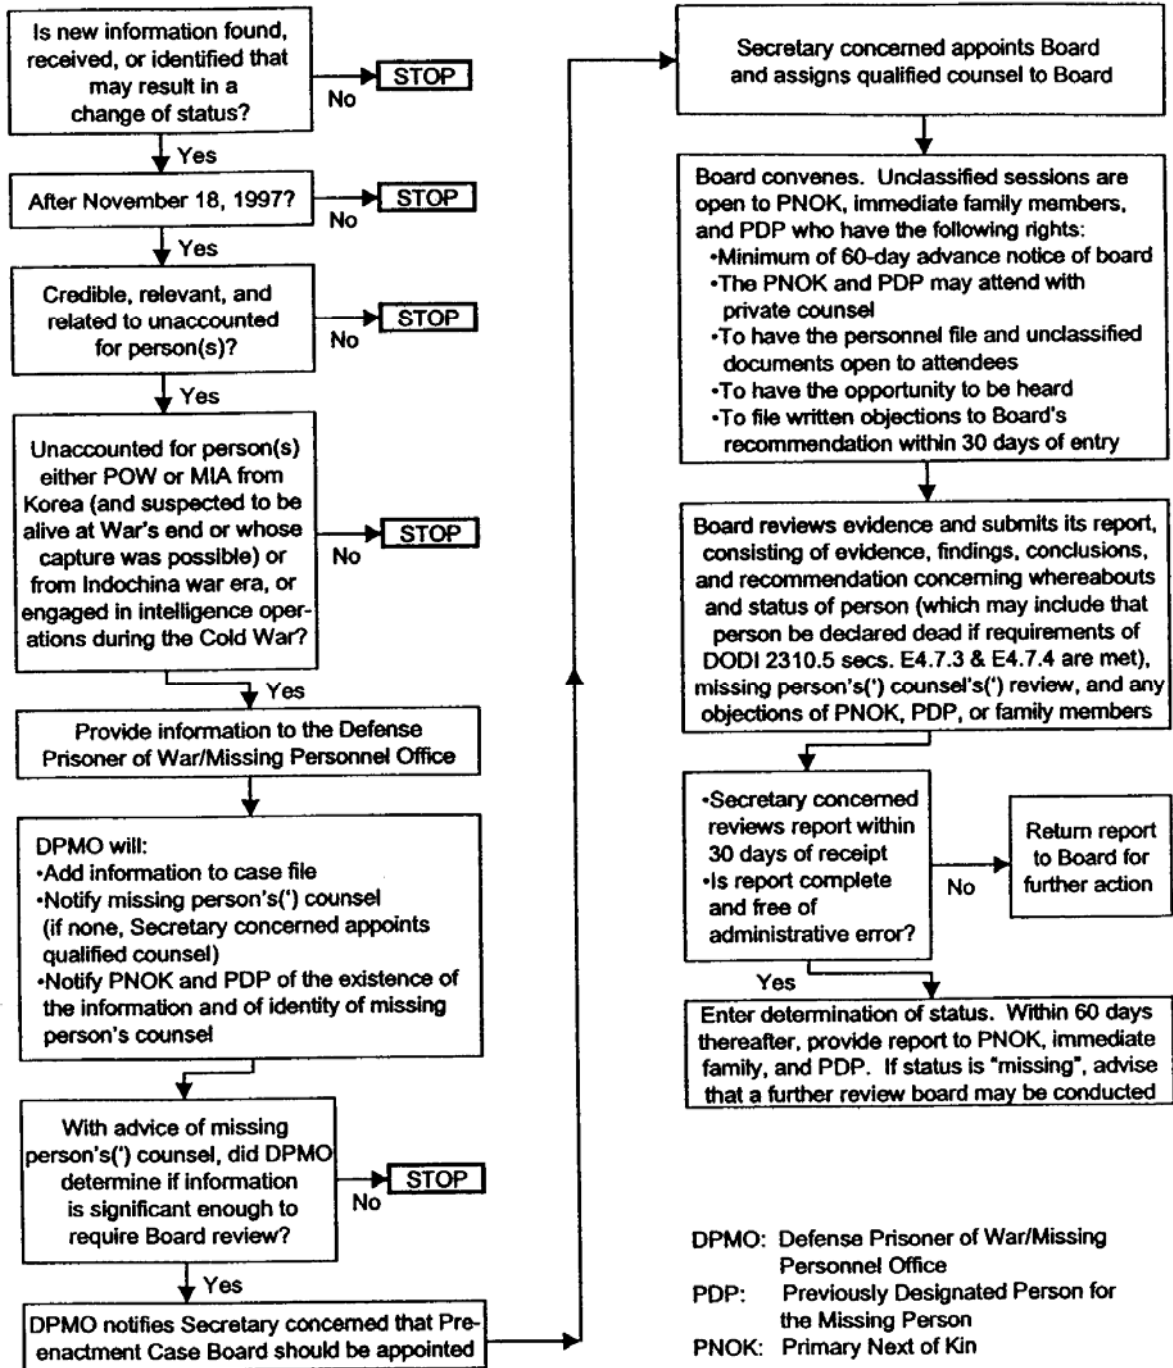 Is new information found,
received, or identified that
may result in a
change of status?
No
STOP
Yes
After November 18, 1997?
No
STOP
Yes
Credible, relevant, and
related to unaccounted
for person(s)?
No
STOP
Yes
Unaccounted for person(s)
either POW or MIA from
Korea (and suspected to be
alive at War's end or whose
capture was possible) or
from Indochina war era, or
engaged in intelligence oper-
ations during the Cold War?
No
STOP
Yes
Provide information to the Defense
Prisoner of War/Missing Personnel Office
DPMO will:
•Add information to case file
•Notify missing person's(') counsel
(if none, Secretary concerned appoints
qualified counsel)
•Notify PNOK and PDP of the existence of
the information and of identity of missing
person's counsel
With advice of missing
person's(') counsel, did DPMO
determine if information
is significant enough to
require Board review?
No
STOP
Yes
DPMO notifies Secretary concerned that Pre-
enactment Case Board should be appointed
Secretary concerned appoints Board
and assigns qualified counsel to Board
Board convenes. Unclassified sessions are
open to PNOK, immediate family members,
and PDP who have the following rights:
•Minimum of 60-day advance notice of board
•The PNOK and PDP may attend with
private counsel
•To have the personnel file and unclassified
documents open to attendees
•To have the opportunity to be heard
•To file written objections to Board's
recommendation within 30 days of entry
Board reviews evidence and submits its report,
consisting of evidence, findings, conclusions,
and recommendation concerning whereabouts
and status of person (which may include that
person be declared dead if requirements of
DODI 2310.5 secs. E4.7.3 & E4.7.4 are met),
missing person's(') counsel's(') review, and any
objections of PNOK, PDP, or family members
•Secretary concerned
reviews report within
30 days of receipt
•Is report complete
and free of
administrative error?
No
Return report
to Board for
further action
Yes
Enter determination of status. Within 60 days
thereafter, provide report to PNOK, immediate
family, and PDP. If status is "missing", advise
that a further review board may be conducted
DPMO: Defense Prisoner of War/Missing
Personnel Office
PDP: Previously Designated Person for
the Missing Person
PNOK: Primary Next of Kin